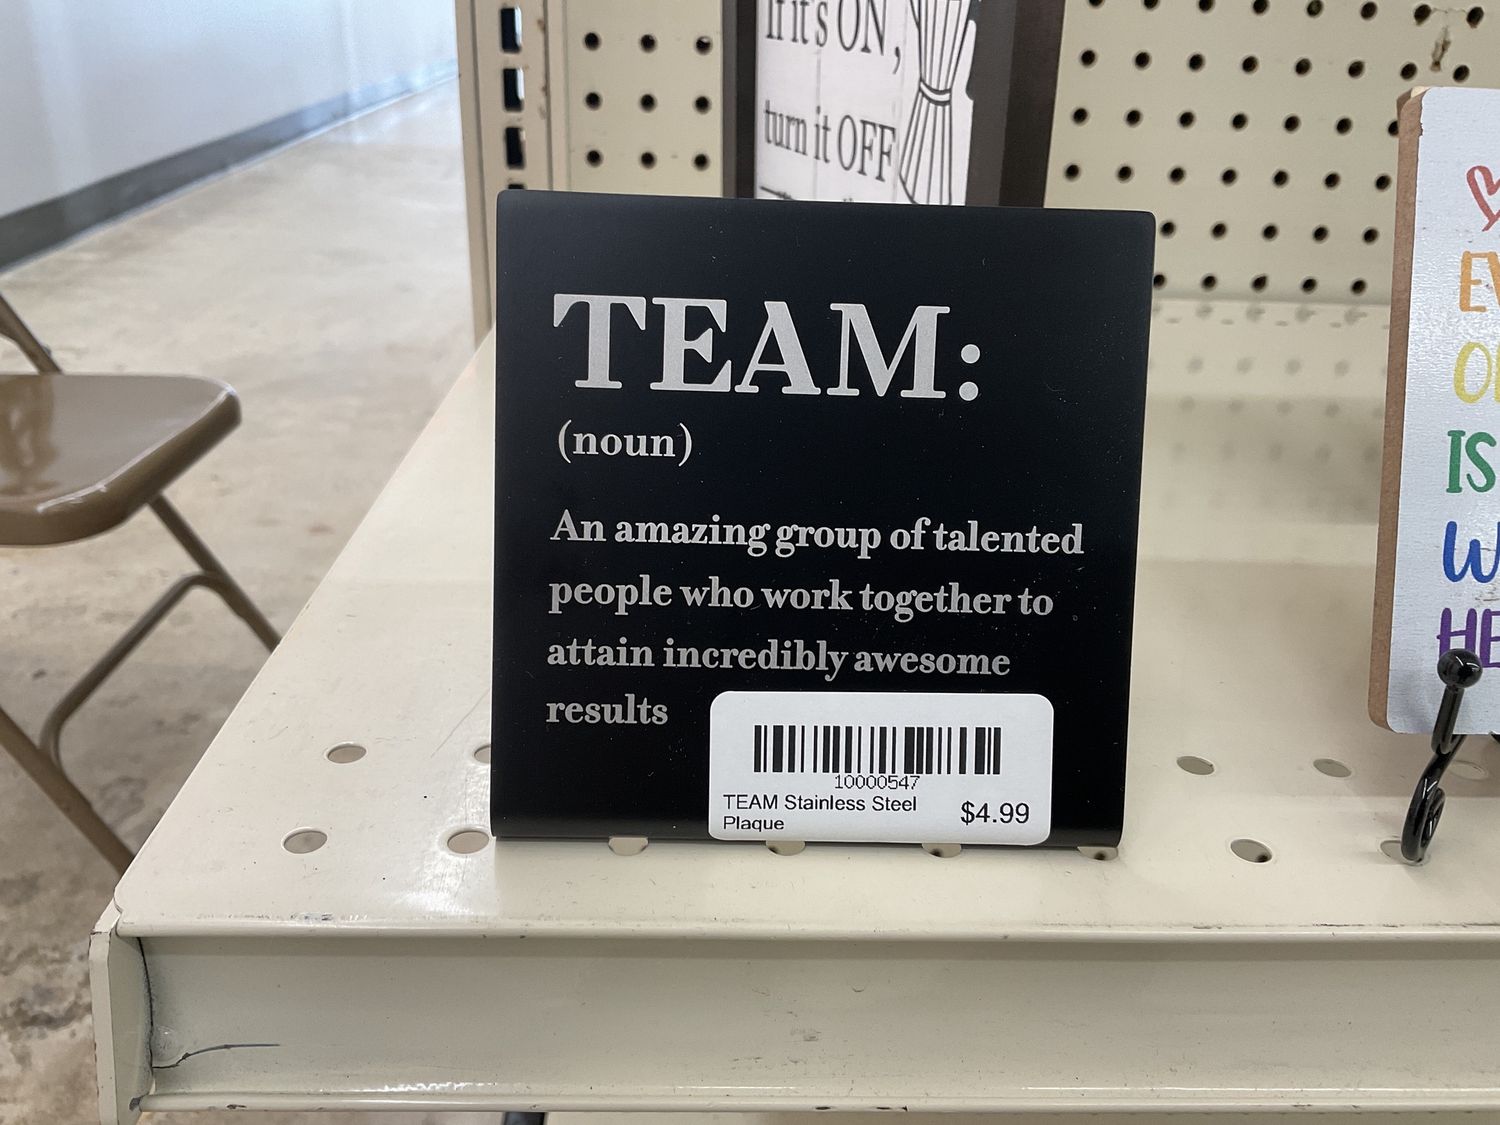 If it's ON,
turn it OFF
TEAM:
(noun)
An amazing group of talented
people who work together to
attain incredibly awesome
results
10000547
TEAM Stainless Steel
Plaque
$4.99
IS